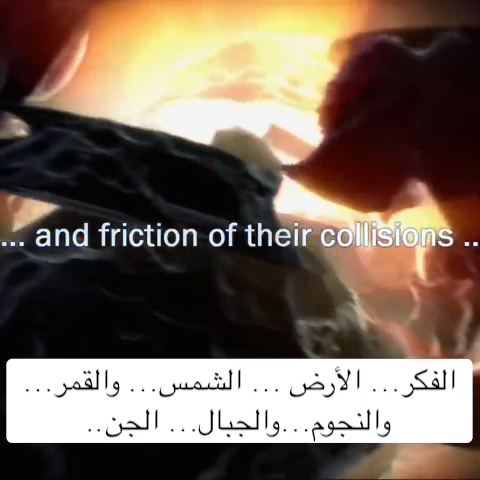 ... and friction of their collisions ..
الفكر... الأرض ... الشمس... والقمر...
والنجوم...والجبال... الجن..